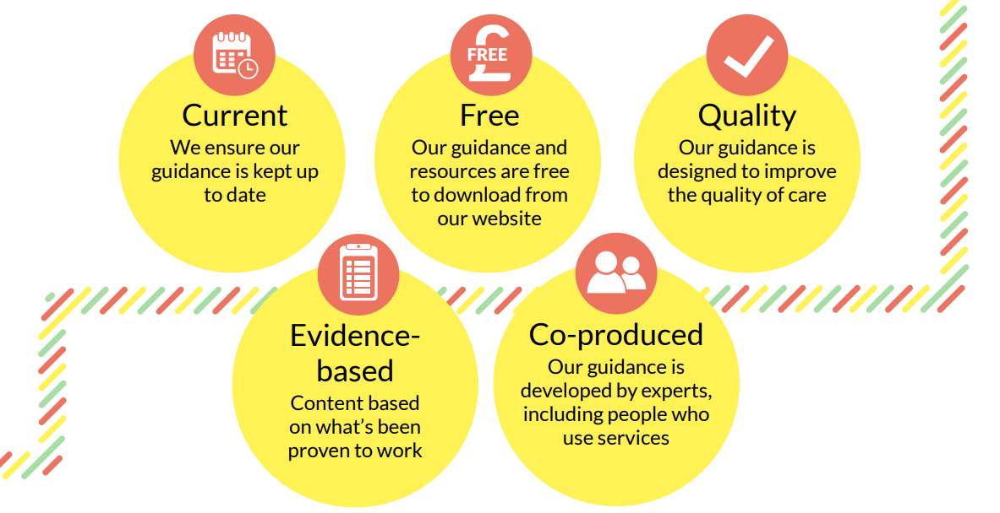 Current
We ensure our
guidance is kept up
to date
FREE
Free
Our guidance and
resources are free
to download from
our website
Quality
Our guidance is
designed to improve
the quality of care
Evidence-
based
Content based
on what’s been
proven to work
Co-produced
Our guidance is
developed by experts,
including people who
use services